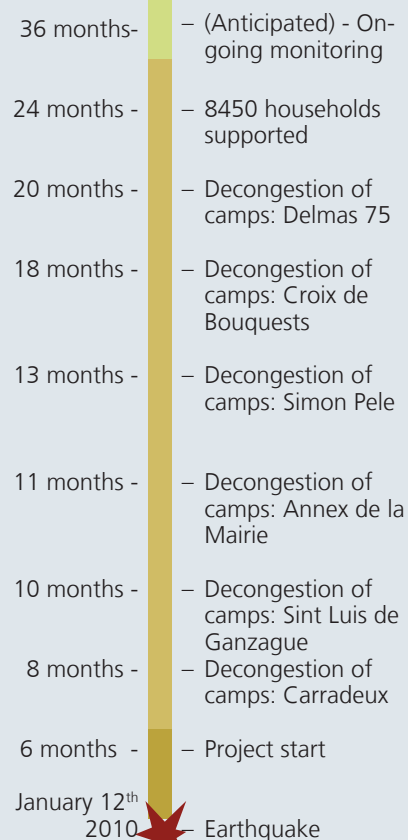 36 months- – (Anticipated) - On-
going monitoring
24 months - – 8450 households
supported
20 months - – Decongestion of
camps: Delmas 75
18 months - – Decongestion of
camps: Croix de
Bouquests
13 months - – Decongestion of
camps: Simon Pele
11 months - – Decongestion of
camps: Annex de la
Mairie
10 months - – Decongestion of
camps: Sint Luis de
Ganzague
8 months - – Decongestion of
camps: Carradeux
6 months - – Project start
January 12th
2010 – Earthquake